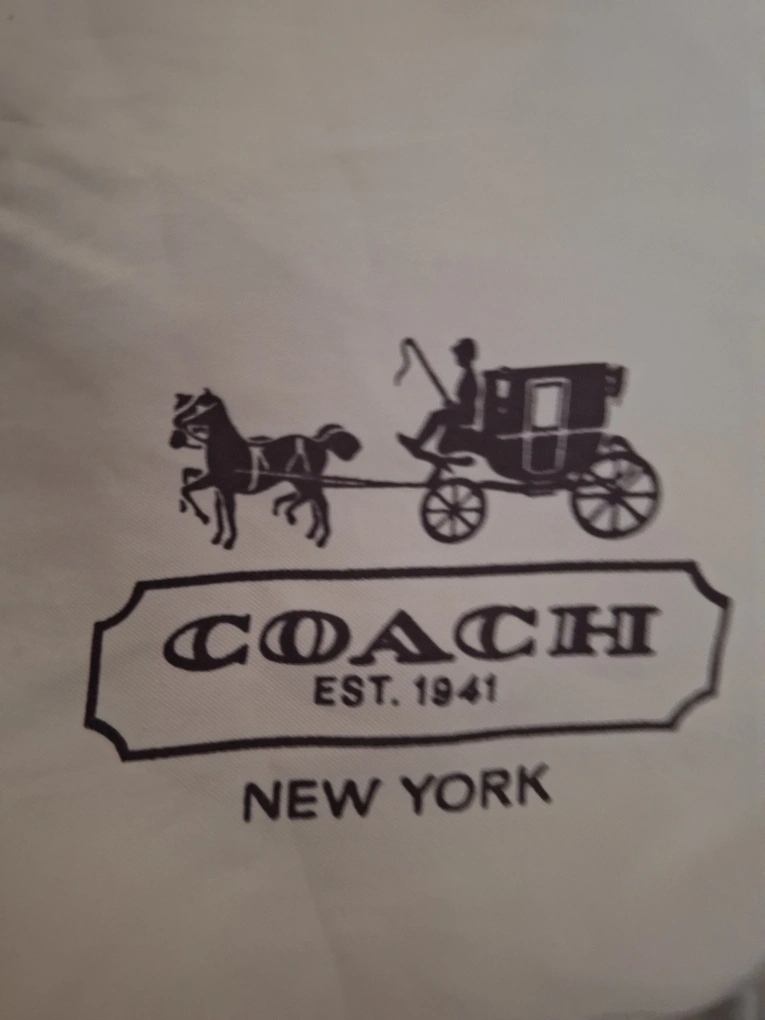 COACH
EST. 1941
NEW YORK